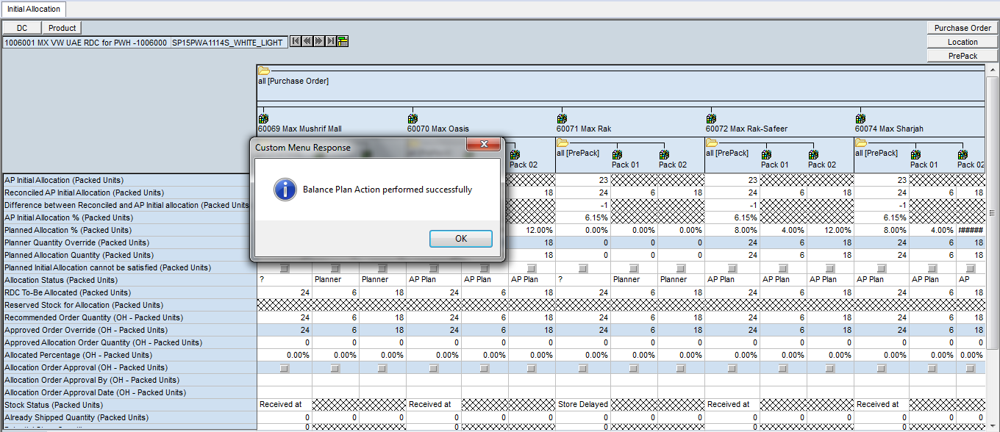 Initial Allocation
DC Product Purchase Order
1006001 MX VW UAE RDC for PWH -1006000 SP15PWA1114S_WHITE_LIGHT Location
PrePack
all [Purchase Order]
60069 Max Mushrif Mall 60070 Max Oasis 60071 Max Rak 60072 Max Rak-Safeer 60074 Max Sharjah
Custom Menu Response
Balance Plan Action performed successfully
OK
all [PrePack] all [PrePack] all [PrePack]
Pack 02 Pack 01 Pack 02 Pack 01 Pack 02 Pack 01 Pack 02
AP Initial Allocation (Packed Units) 23 23 23
Reconciled AP Initial Allocation (Packed Units) 18 24 6 18 24 6 18 24 6 18
Difference between Reconciled and AP Initial allocation (Packed Units -1 -1 -1
AP Initial Allocation % (Packed Units) 6.15% 6.15% 6.15%
Planned Allocation % (Packed Units) 12.00% 0.00% 0.00% 0.00% 8.00% 4.00% 12.00% 8.00% 4.00% ######
Planner Quantity Override (Packed Units) 18 0 0 0 24 6 18 24 6 18
Planned Allocation Quantity (Packed Units) 18 0 0 0 24 6 18 24 6 18
Planned Initial Allocation cannot be satisfied (Packed Units)
Allocation Status (Packed Units) ? Planner Planner AP Plan AP Plan AP Plan ? Planner Planner AP Plan AP Plan AP Plan AP Plan AP Plan AP
RDC To-Be Allocated (Packed Units) 24 6 18 24 6 18 24 6 18 24 6 18 24 6 18
Reserved Stock for Allocation (Packed Units)
Recommended Order Quantity (OH - Packed Units) 24 6 18 24 6 18 24 6 18 24 6 18 24 6 18
Approved Order Override (OH - Packed Units) 24 6 18 24 6 18 24 6 18 24 6 18 24 6 18
Approved Allocation Order Quantity (OH - Packed Units) 0 0 0 0 0 0 0 0 0 0 0 0 0 0 0
Allocated Percentage (OH - Packed Units) 0.00% 0.00% 0.00% 0.00% 0.00% 0.00% 0.00% 0.00% 0.00% 0.00% 0.00% 0.00% 0.00% 0.00% 0.00%
Allocation Order Approval (OH - Packed Units)
Allocation Order Approval By (OH - Packed Units)
Allocation Order Approval Date (OH - Packed Units)
Stock Status (Packed Units) Received at Received at Store Delayed Received at Received at
Already Shipped Quantity (Packed Units) 0 0 0 0 0 0 0 0 0 0 0 0 0 0 0